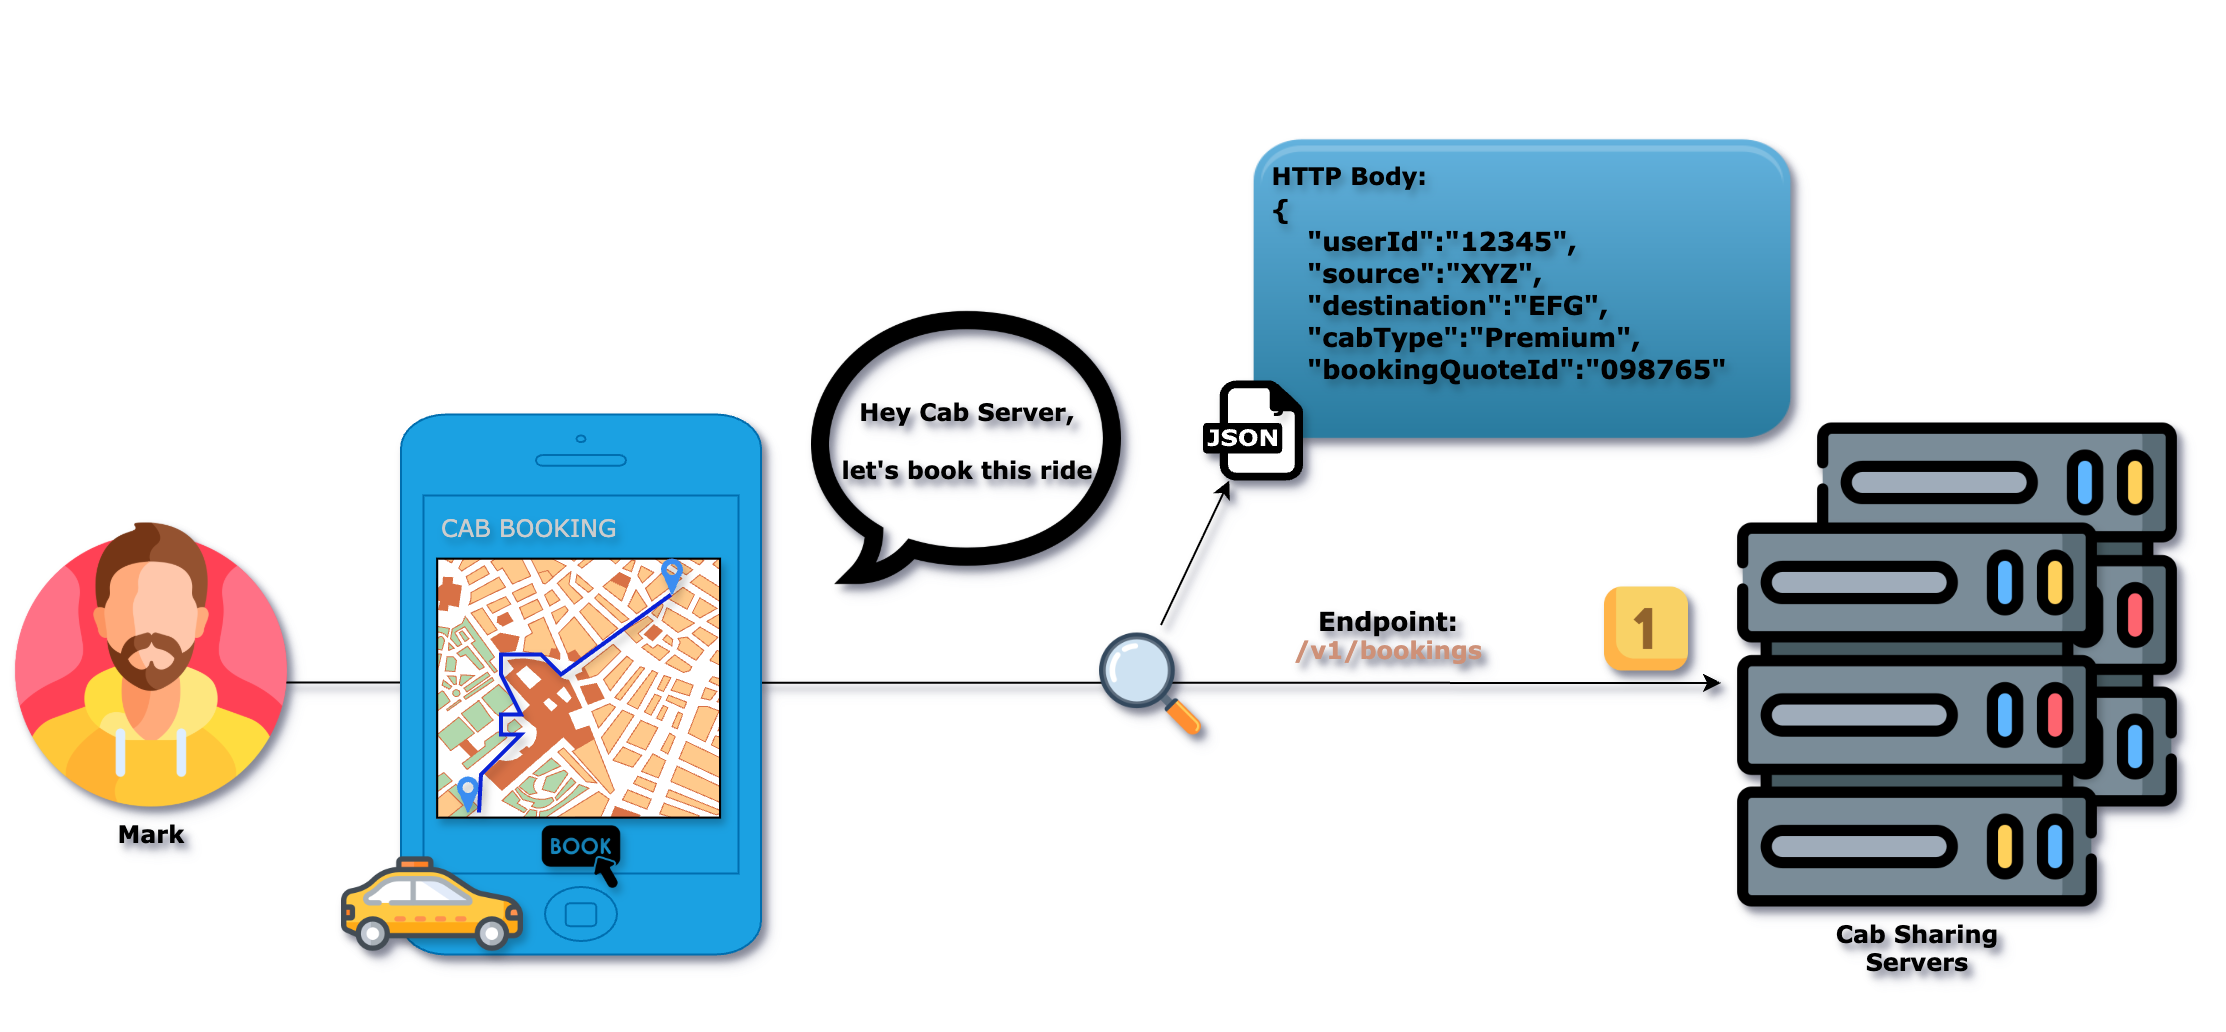 HTTP Body:
{
"userId":"12345",
"source":"XYZ",
"destination":"EFG",
"cabType":"Premium",
"bookingQuoteId":"098765"
JSON
Hey Cab Server,
let's book this ride
CAB BOOKING
BOOK
Mark
Endpoint:
/v1/bookings
1
Cab Sharing
Servers